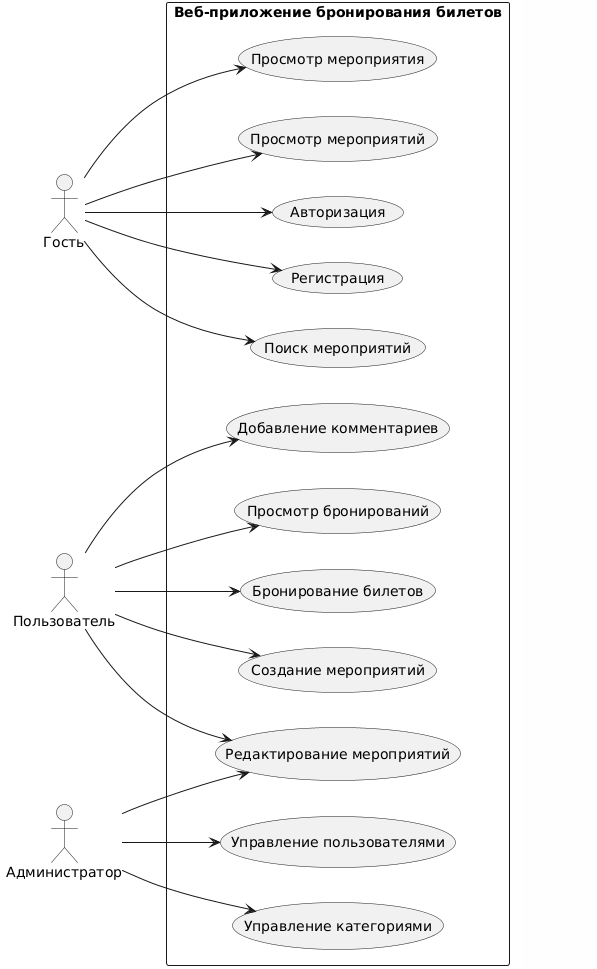 Веб-приложение бронирования билетов
Просмотр мероприятия
Просмотр мероприятий
Авторизация
Гость
Регистрация
Поиск мероприятий
Добавление комментариев
Просмотр бронирований
Бронирование билетов
Пользователь
Создание мероприятий
Редактирование мероприятий
Управление пользователями
Администратор
Управление категориями